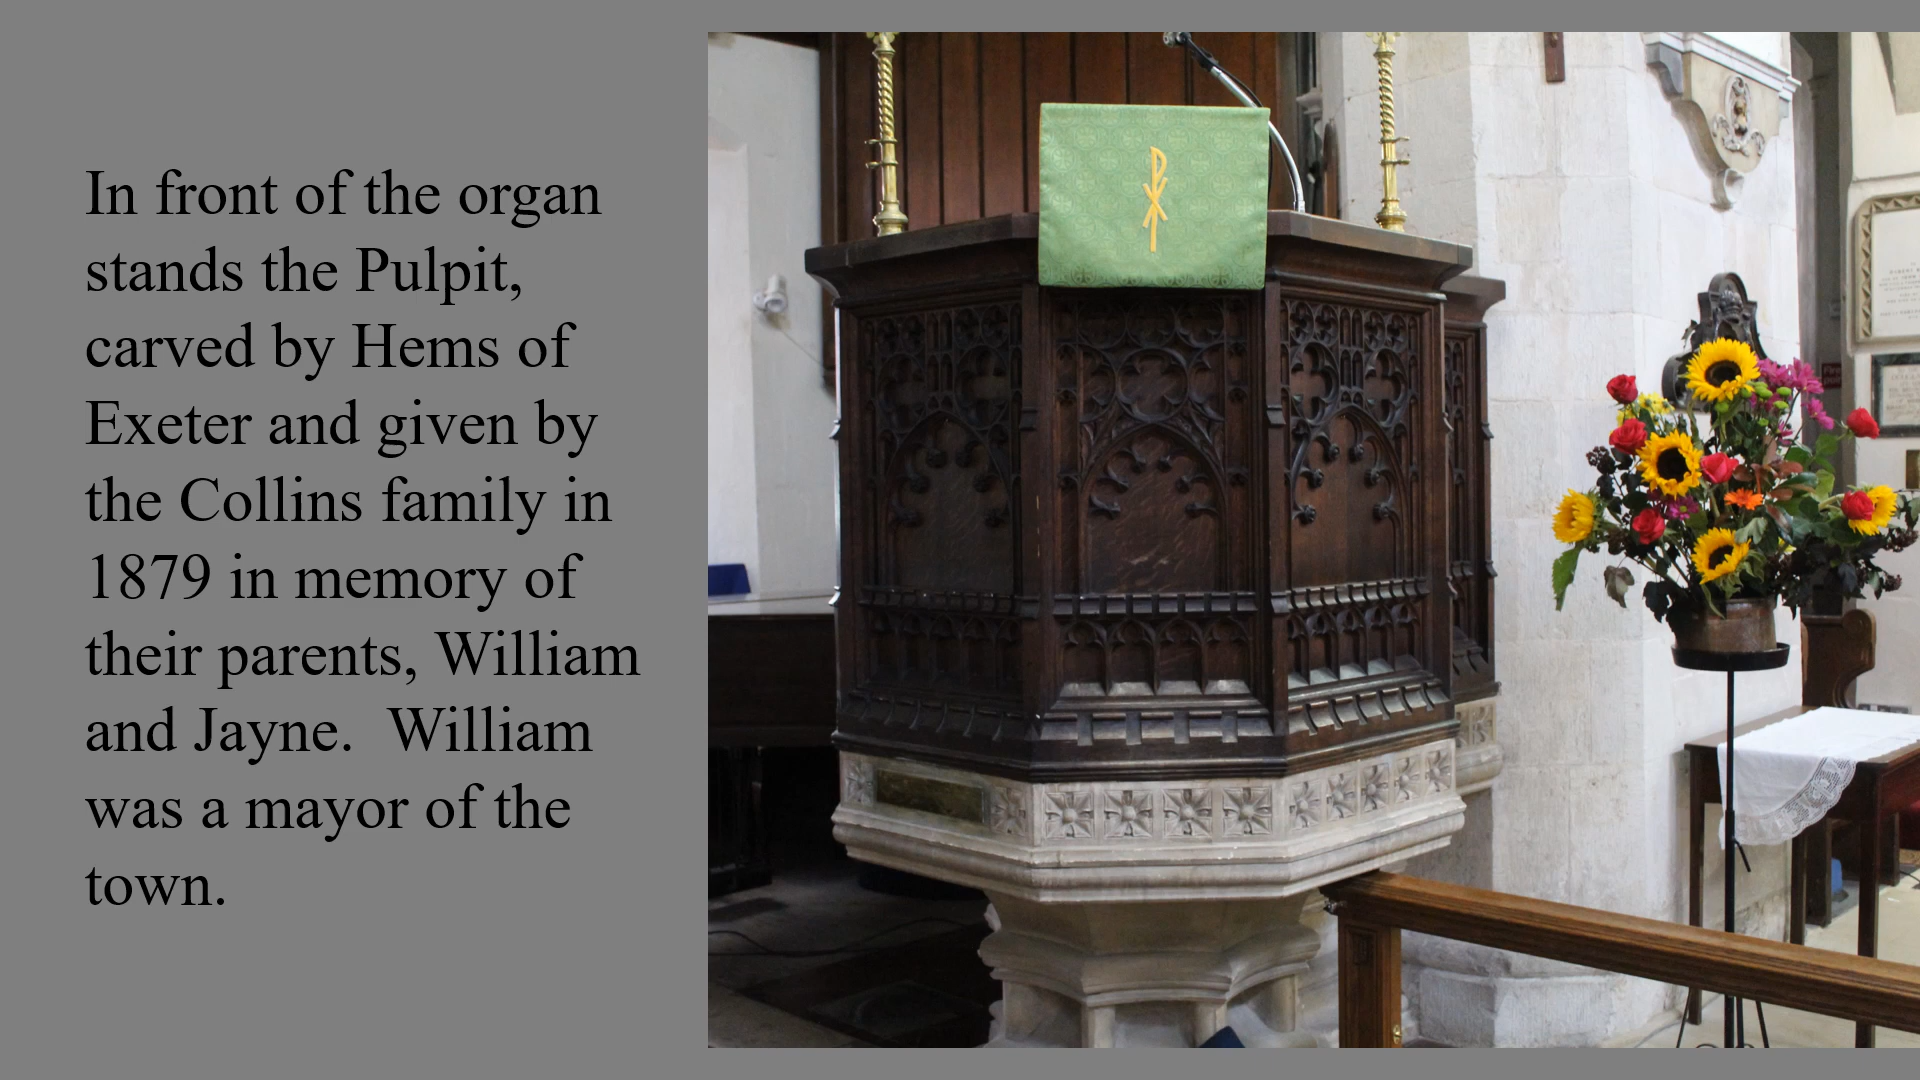 In front of the organ
stands the Pulpit,
carved by Hems of
Exeter and given by
the Collins family in
1879 in memory of
their parents, William
and Jayne.  William
was a mayor of the
town.